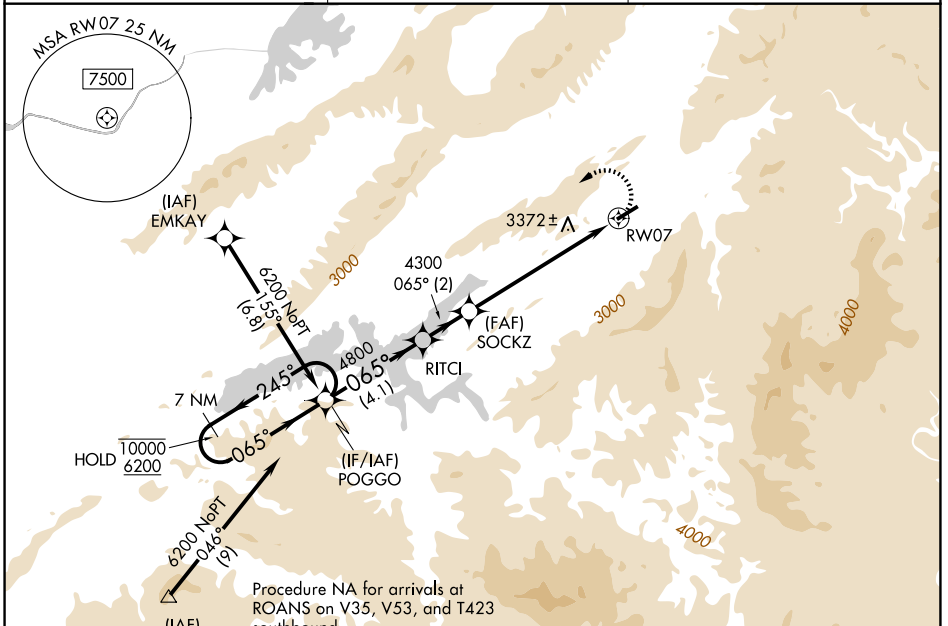 MSA RW07 25 NM
7500
(IAF)
EMKAY
6200 NoPT
155°
(6.8)
3000
3372±
RW07
4300
065° (2)
(FAF)
SOCKZ
3000
4000
RITCI
4800
065°
(4.1)
245°
7 NM
065°
HOLD
10000
6200
(IF/IAF)
POGGO
6200 NoPT
046°
(9)
4000
Procedure NA for arrivals at
ROANS on V35, V53, and T423
southbound
(IAF)